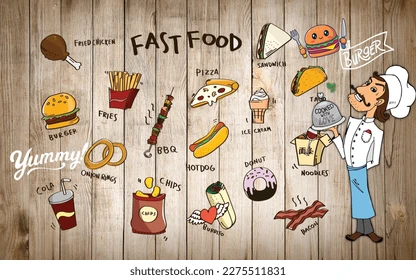 FAST FOOD
FRIED CHICKEN
SANDWICH
BURGER
PIZZA
TACO
FRIES
ICE CREAM
BURGER
BBQ
Yummy!
ONION RINGS
HOTDOG
DONUT
NOODLES
COLA
CHIPS
CHIPS
BURRITO
BACON
shutterstock.com · 2275511831